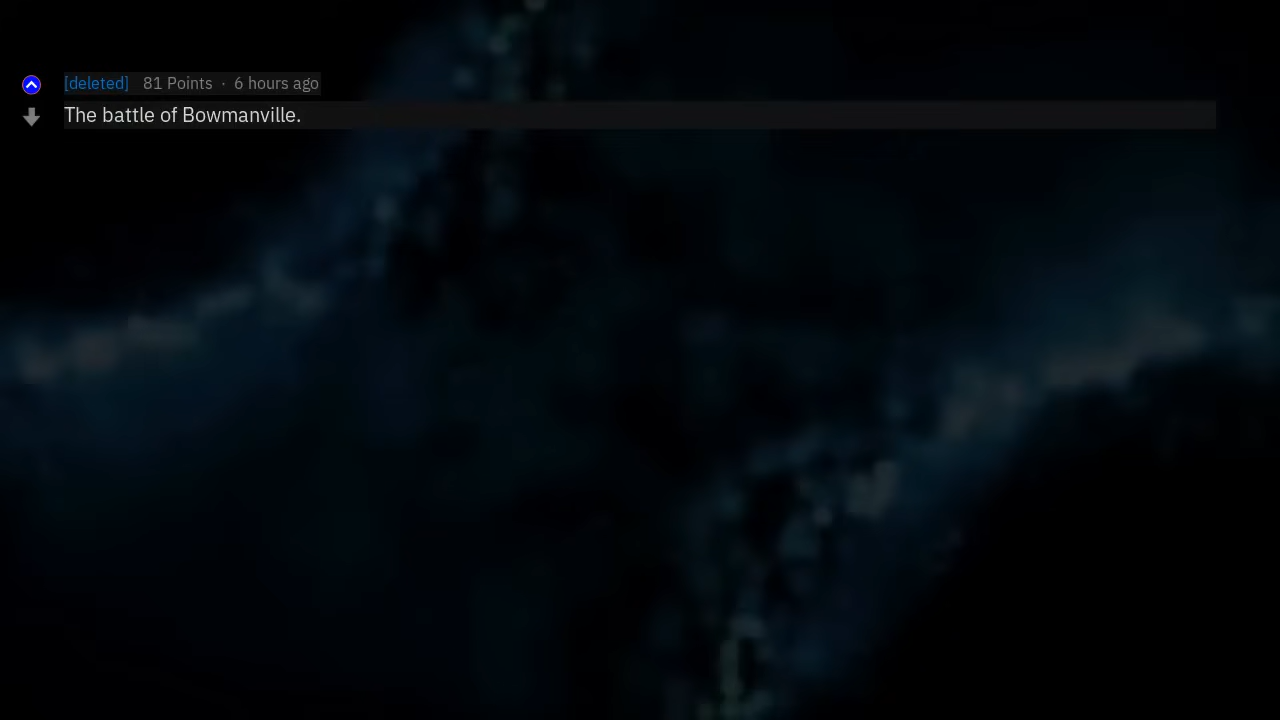 [deleted] 81 Points · 6 hours ago
The battle of Bowmanville.